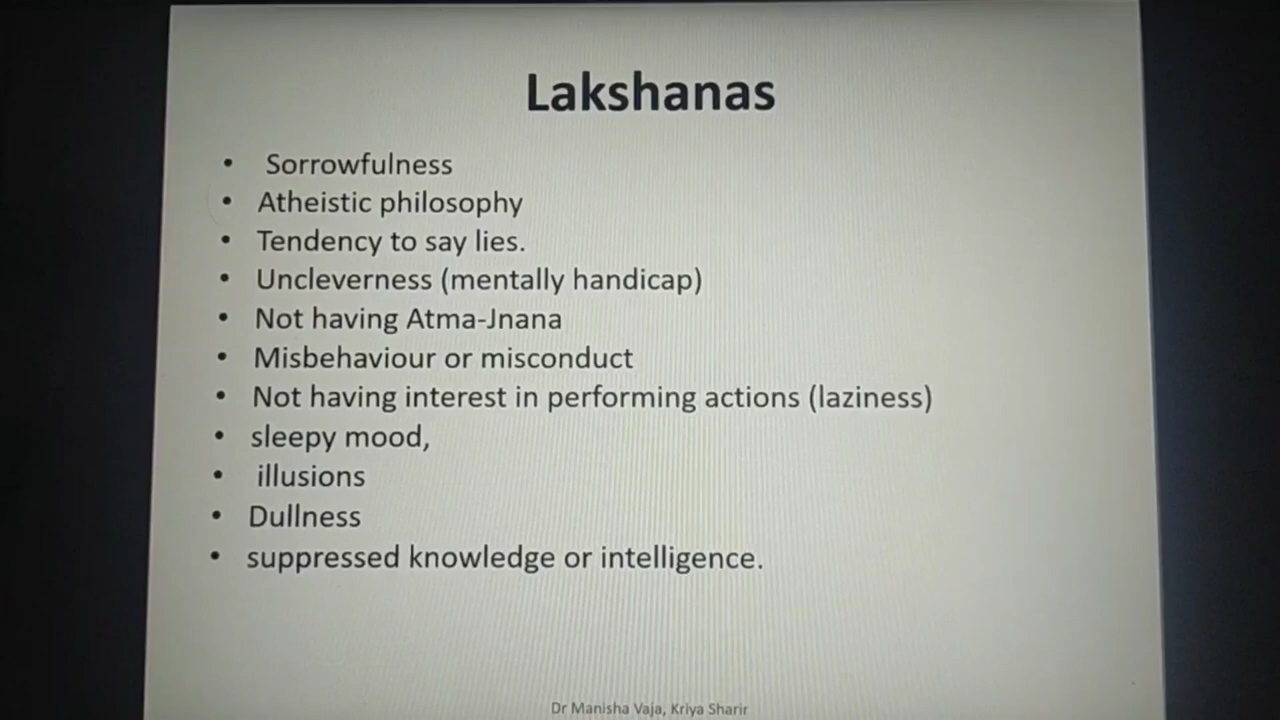 Lakshanas
• Sorrowfulness
• Atheistic philosophy
• Tendency to say lies.
• Uncleverness (mentally handicap)
• Not having Atma-Jnana
• Misbehaviour or misconduct
• Not having interest in performing actions (laziness)
• sleepy mood,
• illusions
• Dullness
• suppressed knowledge or intelligence.
Dr Manisha Vaja, Kriya Sharir